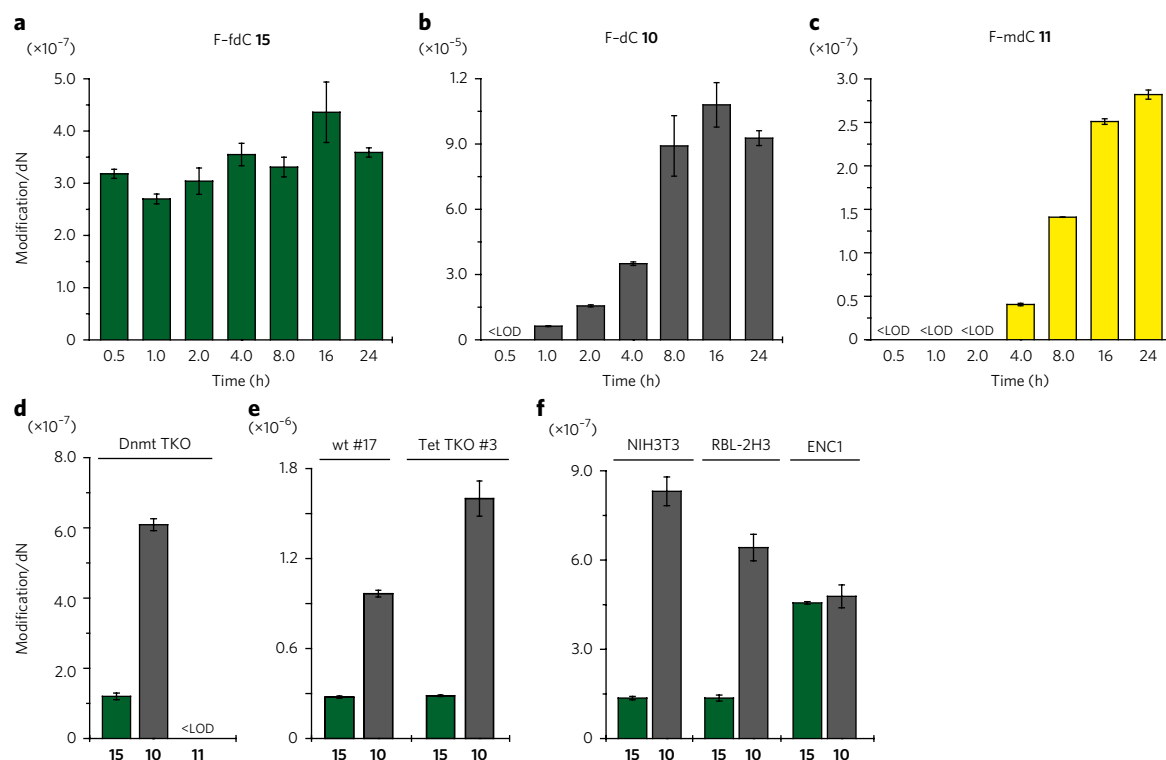 a
F–fdC 15
(×10⁻⁷)
Modification/dN
5.0
4.0
3.0
2.0
1.0
0
0.5 1.0 2.0 4.0 8.0 16 24
Time (h)
b
F–dC 10
(×10⁻⁵)
1.2
9.0
6.0
3.0
0
<LOD
0.5 1.0 2.0 4.0 8.0 16 24
Time (h)
c
F–mdC 11
(×10⁻⁷)
3.0
2.5
1.5
0.5
0
<LOD <LOD <LOD
0.5 1.0 2.0 4.0 8.0 16 24
Time (h)
d
(×10⁻⁷)
Dnmt TKO
Modification/dN
8.0
6.0
4.0
2.0
0
<LOD
15 10 11
e
(×10⁻⁶)
wt #17 Tet TKO #3
1.8
1.2
0.6
0
15 10 15 10
f
(×10⁻⁷)
NIH3T3 RBL-2H3 ENC1
9.0
6.0
3.0
0
15 10 15 10 15 10